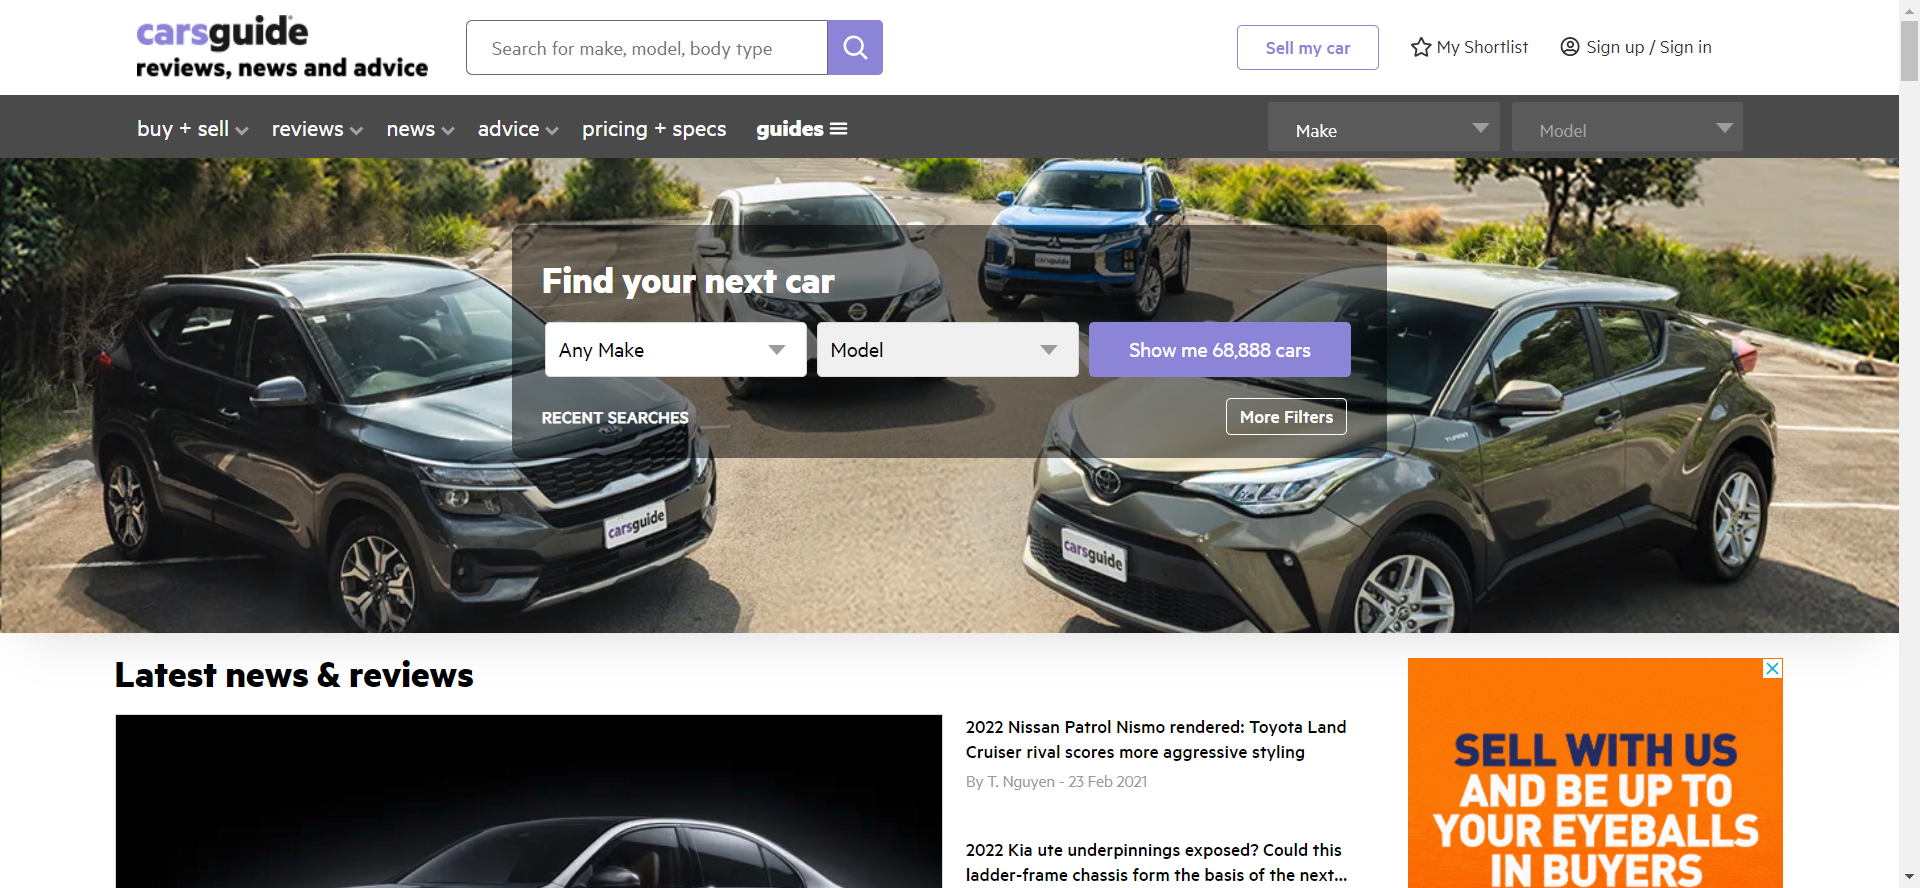 carsguide
reviews, news and advice
Search for make, model, body type
Sell my car
My Shortlist
Sign up / Sign in
buy + sell
reviews
news
advice
pricing + specs
guides
Make
Model
Find your next car
Any Make
Model
Show me 68,888 cars
RECENT SEARCHES
More Filters
carsguide
carsguide
carsguide
Latest news & reviews
2022 Nissan Patrol Nismo rendered: Toyota Land
Cruiser rival scores more aggressive styling
By T. Nguyen - 23 Feb 2021
2022 Kia ute underpinnings exposed? Could this
ladder-frame chassis form the basis of the next...
SELL WITH US
AND BE UP TO
YOUR EYEBALLS
IN BUYERS